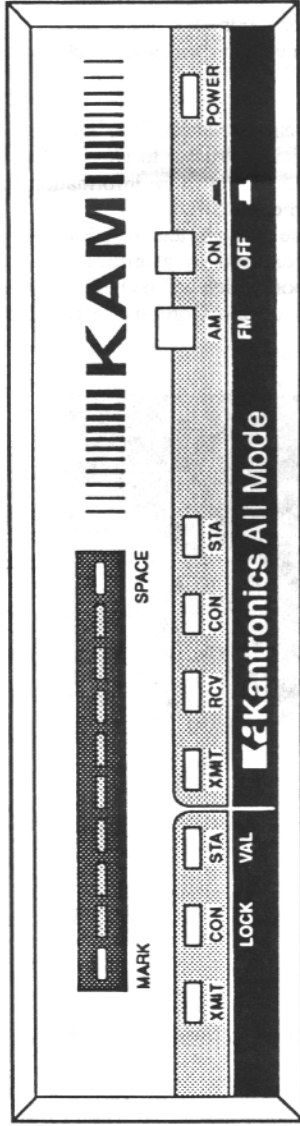 KAM
MARK SPACE
XMIT CON STA XMIT RCV CON STA AM ON POWER
LOCK VAL Kantronics All Mode FM OFF